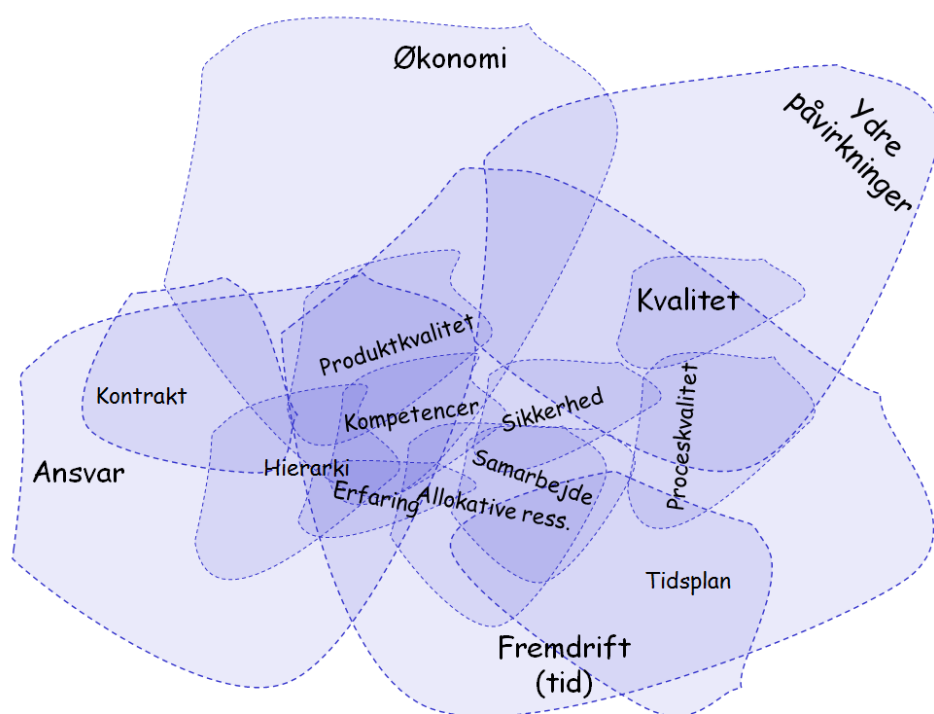 Økonomi
Ydre
påvirkninger
Kvalitet
Produktkvalitet
Kontrakt
Kompetencer
Sikkerhed
Proceskvalitet
Ansvar
Hierarki
Samarbejde
Erfaring
Allokative ress.
Tidsplan
Fremdrift
(tid)